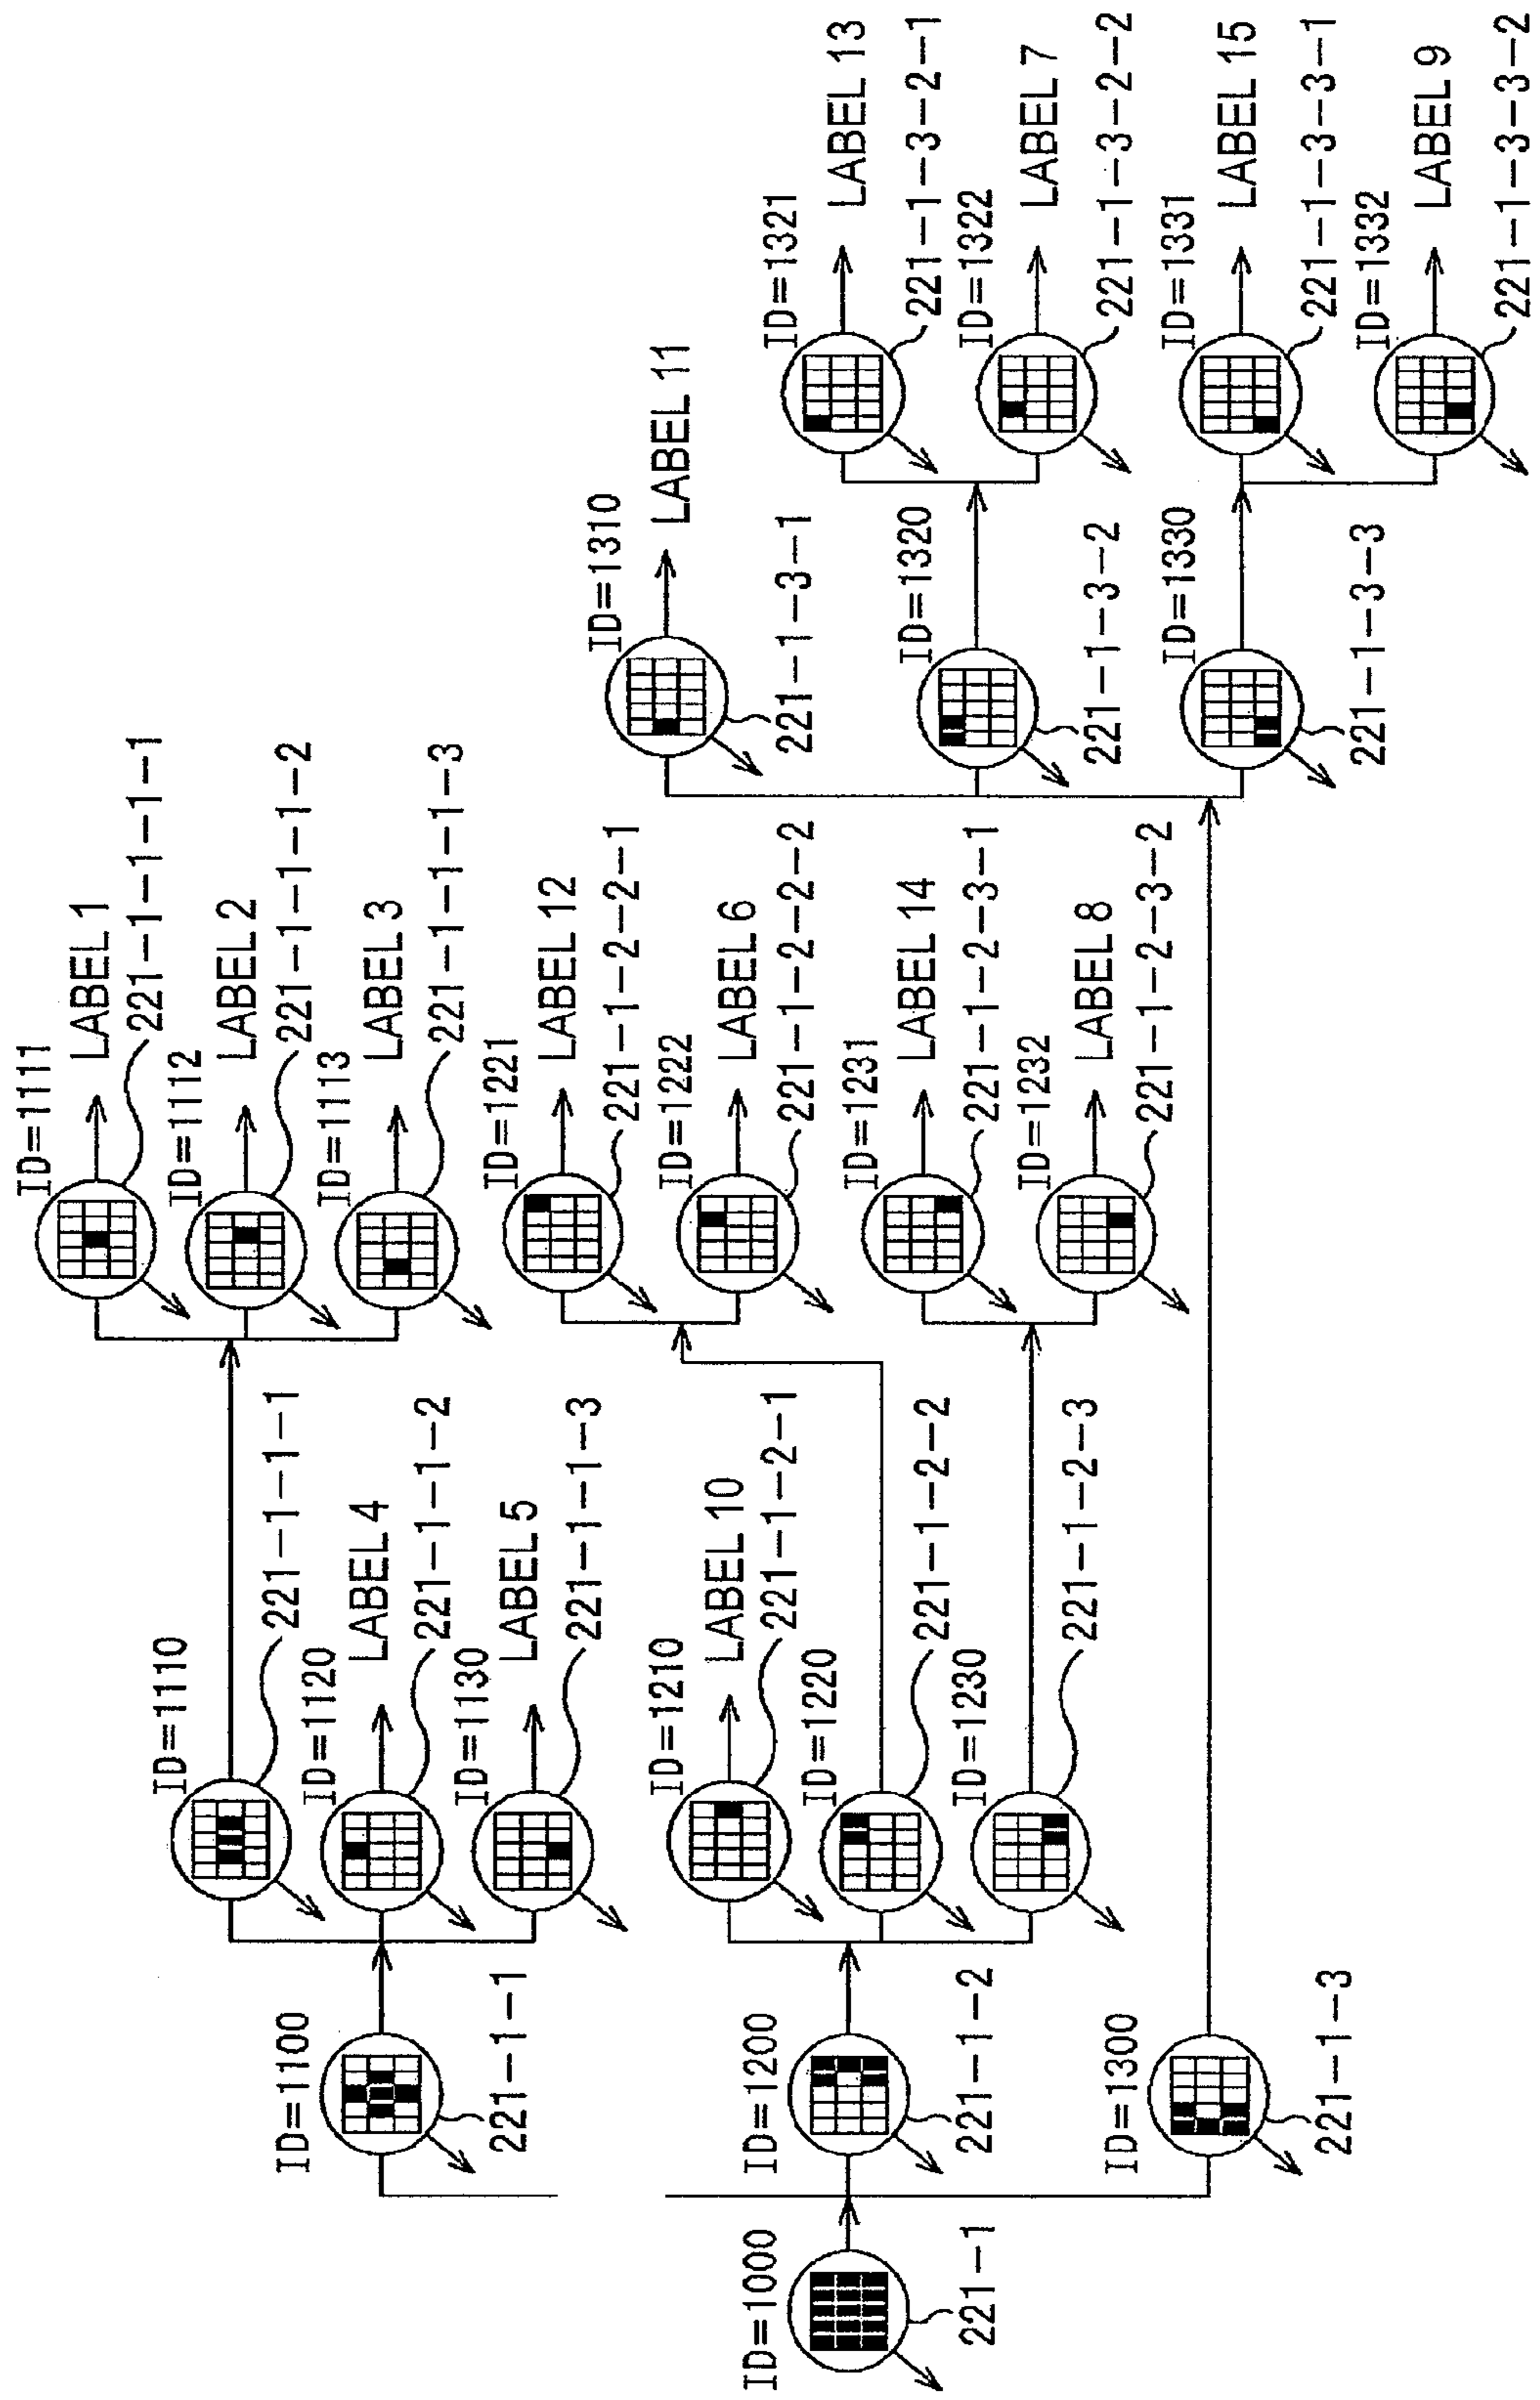 ID=1000
221-1
ID=1100
221-1-1
ID=1200
221-1-2
ID=1300
221-1-3
ID=1110
221-1-1-1
ID=1120
LABEL 4
221-1-1-2
ID=1130
LABEL 5
221-1-1-3
ID=1210
LABEL 10
221-1-2-1
ID=1220
221-1-2-2
ID=1230
221-1-2-3
ID=1111
LABEL 1
221-1-1-1-1
ID=1112
LABEL 2
221-1-1-1-2
ID=1113
LABEL 3
221-1-1-1-3
ID=1221
LABEL 12
221-1-2-2-1
ID=1222
LABEL 6
221-1-2-2-2
ID=1231
LABEL 14
221-1-2-3-1
ID=1232
LABEL 8
221-1-2-3-2
ID=1310
LABEL 11
221-1-3-1
ID=1320
221-1-3-2
ID=1330
221-1-3-3
ID=1321
LABEL 13
221-1-3-2-1
ID=1322
LABEL 7
221-1-3-2-2
ID=1331
LABEL 15
221-1-3-3-1
ID=1332
LABEL 9
221-1-3-3-2